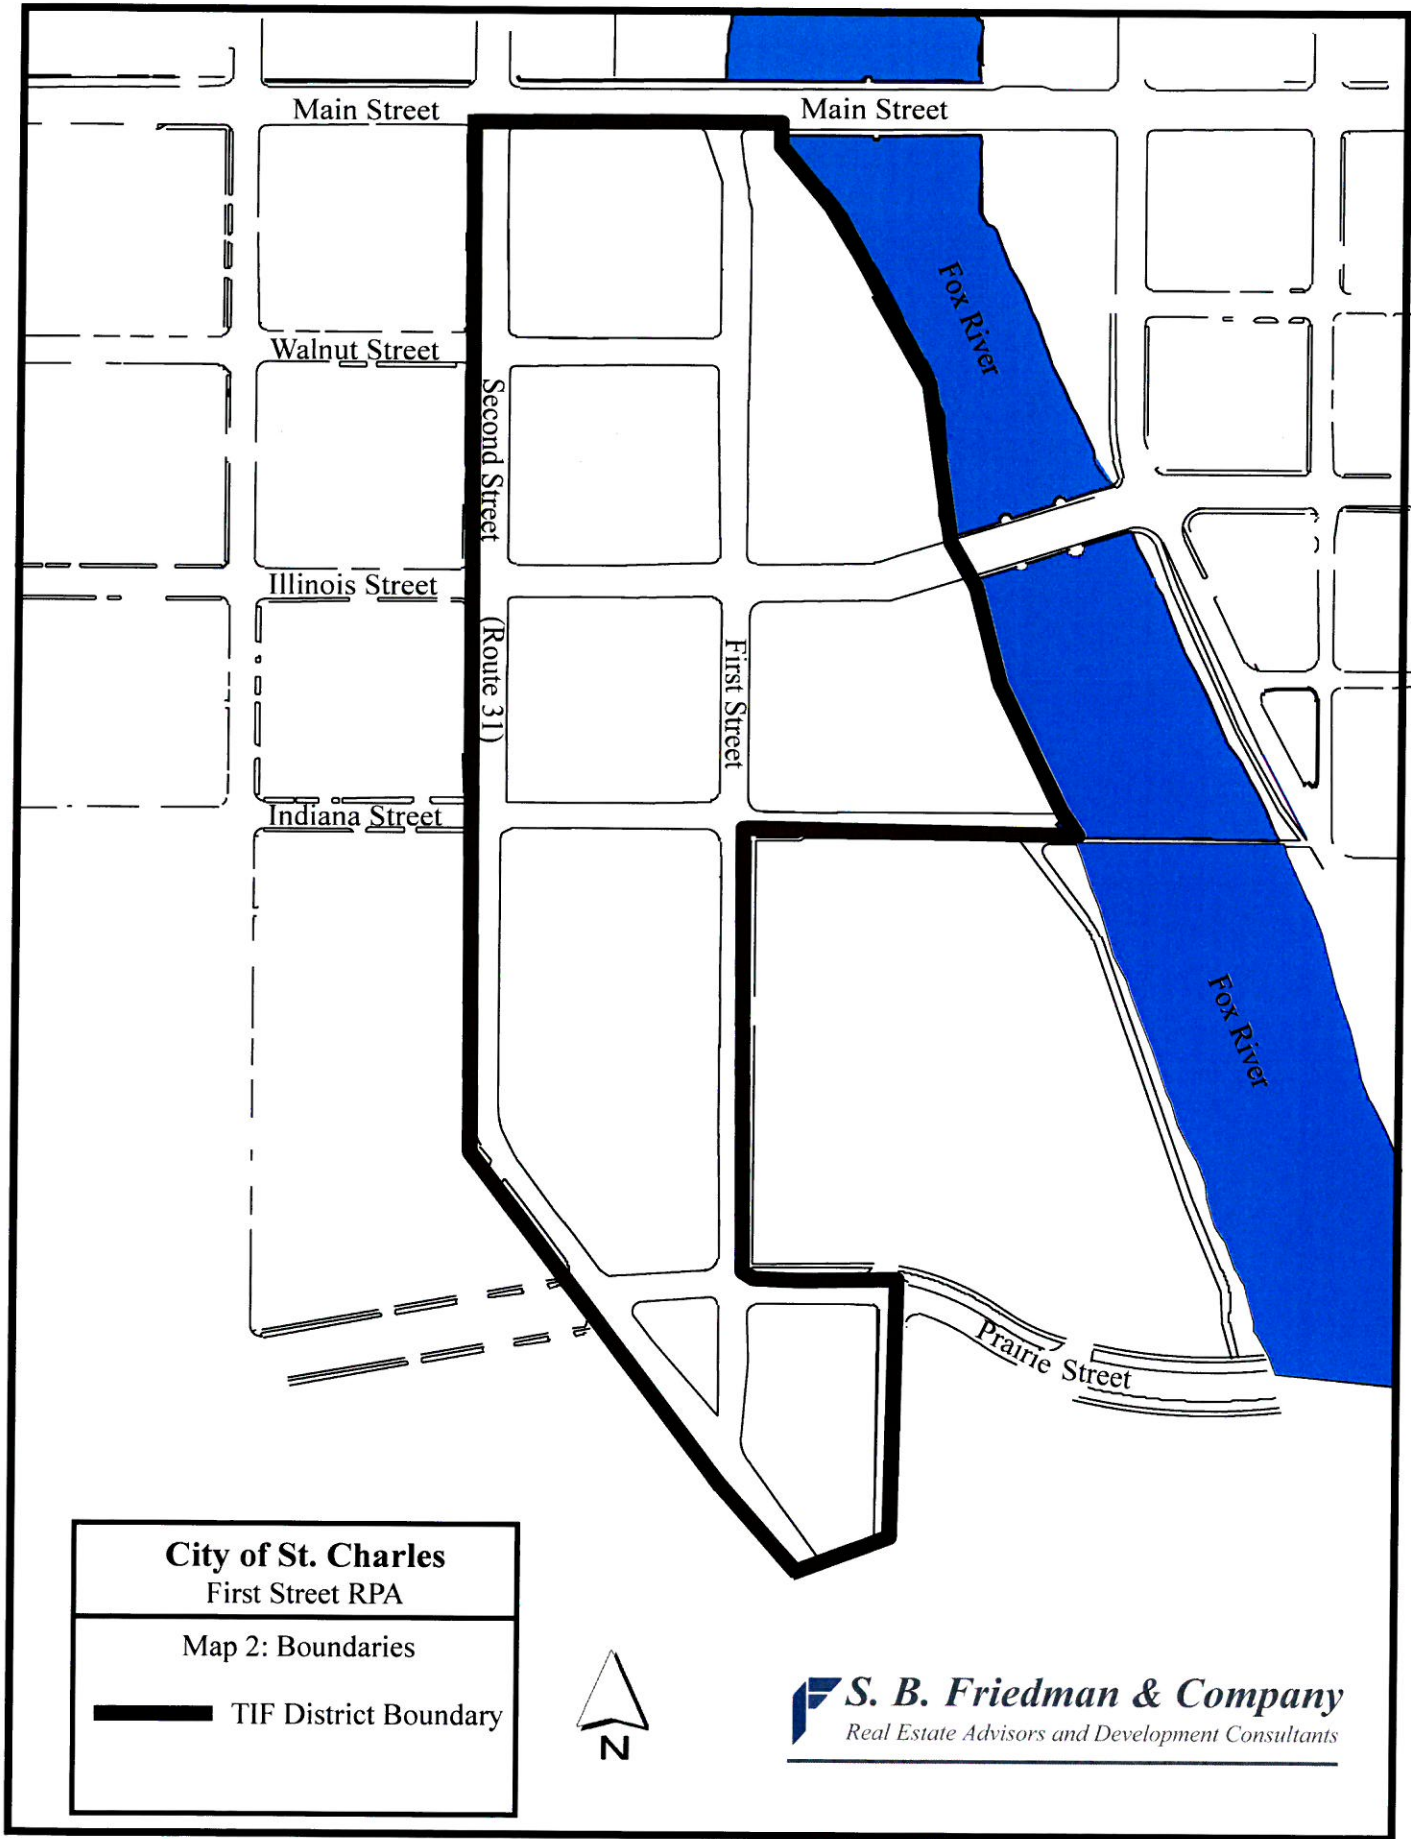 Main Street
Main Street
Fox River
Walnut Street
Second Street
Illinois Street
(Route 31)
First Street
Indiana Street
Fox River
Prairie Street
City of St. Charles
First Street RPA
Map 2: Boundaries
TIF District Boundary
N
S. B. Friedman & Company
Real Estate Advisors and Development Consultants